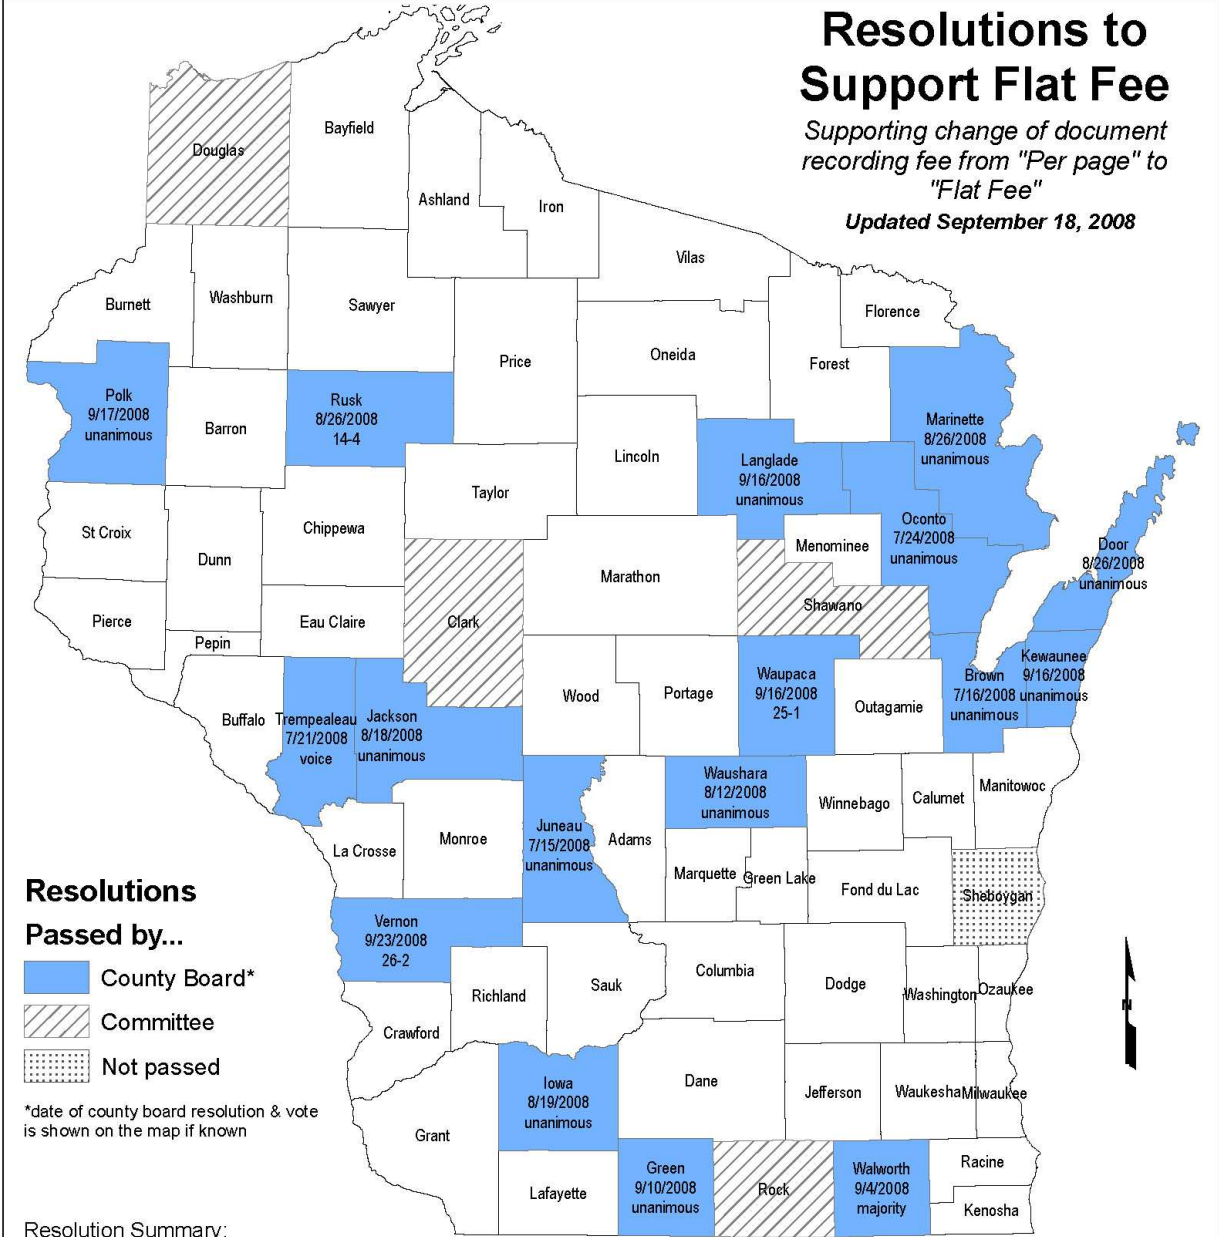 Resolutions to
Support Flat Fee
Supporting change of document
recording fee from "Per page" to
"Flat Fee"
Updated September 18, 2008
Douglas
Bayfield
Ashland
Iron
Vilas
Burnett
Washburn
Sawyer
Florence
Price
Oneida
Forest
Polk
9/17/2008
unanimous
Barron
Rusk
8/26/2008
14-4
Lincoln
Langlade
9/16/2008
unanimous
Marinette
8/26/2008
unanimous
Taylor
St Croix
Dunn
Chippewa
Oconto
7/24/2008
unanimous
Menominee
Door
8/26/2008
unanimous
Marathon
Shawano
Pierce
Pepin
Eau Claire
Clark
Wood
Portage
Waupaca
9/16/2008
25-1
Outagamie
Brown
7/16/2008
unanimous
Kewaunee
9/16/2008
unanimous
Buffalo
Trempealeau
7/21/2008
voice
Jackson
8/18/2008
unanimous
Waushara
8/12/2008
unanimous
Winnebago
Calumet
Manitowoc
La Crosse
Monroe
Juneau
7/15/2008
unanimous
Adams
Marquette
Green Lake
Fond du Lac
Sheboygan
Vernon
9/23/2008
26-2
Richland
Sauk
Columbia
Dodge
Washington
Ozaukee
Crawford
Iowa
8/19/2008
unanimous
Dane
Jefferson
Waukesha
Milwaukee
Grant
Lafayette
Green
9/10/2008
unanimous
Rock
Walworth
9/4/2008
majority
Racine
Kenosha
Resolutions
Passed by...
County Board*
Committee
Not passed
*date of county board resolution & vote
is shown on the map if known
N
Resolution Summary: